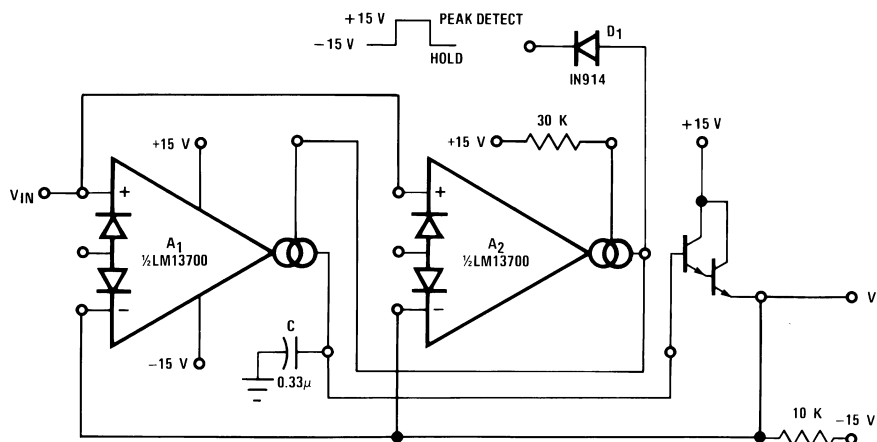 +15 V PEAK DETECT
−15 V HOLD
D1
IN914
+15 V
30 K
+15 V
+15 V
VIN
+
A1
½LM13700
−
−15 V
+
A2
½LM13700
−
C
0.33μ
V
10 K
−15 V